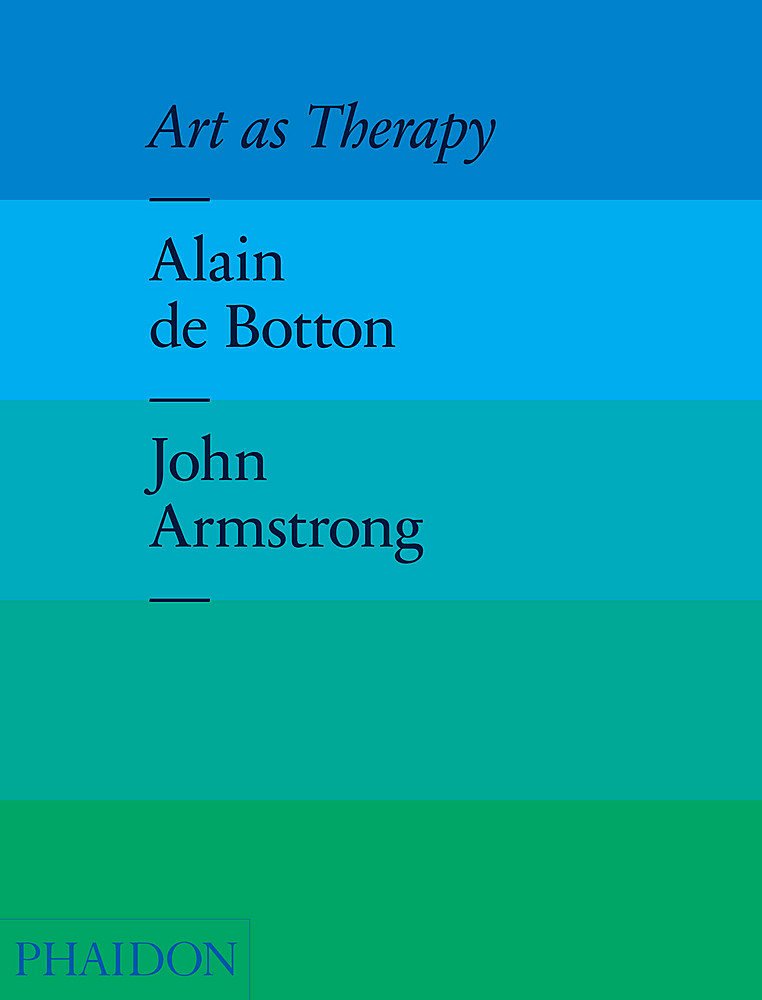 Art as Therapy
Alain
de Botton
John
Armstrong
PHAIDON